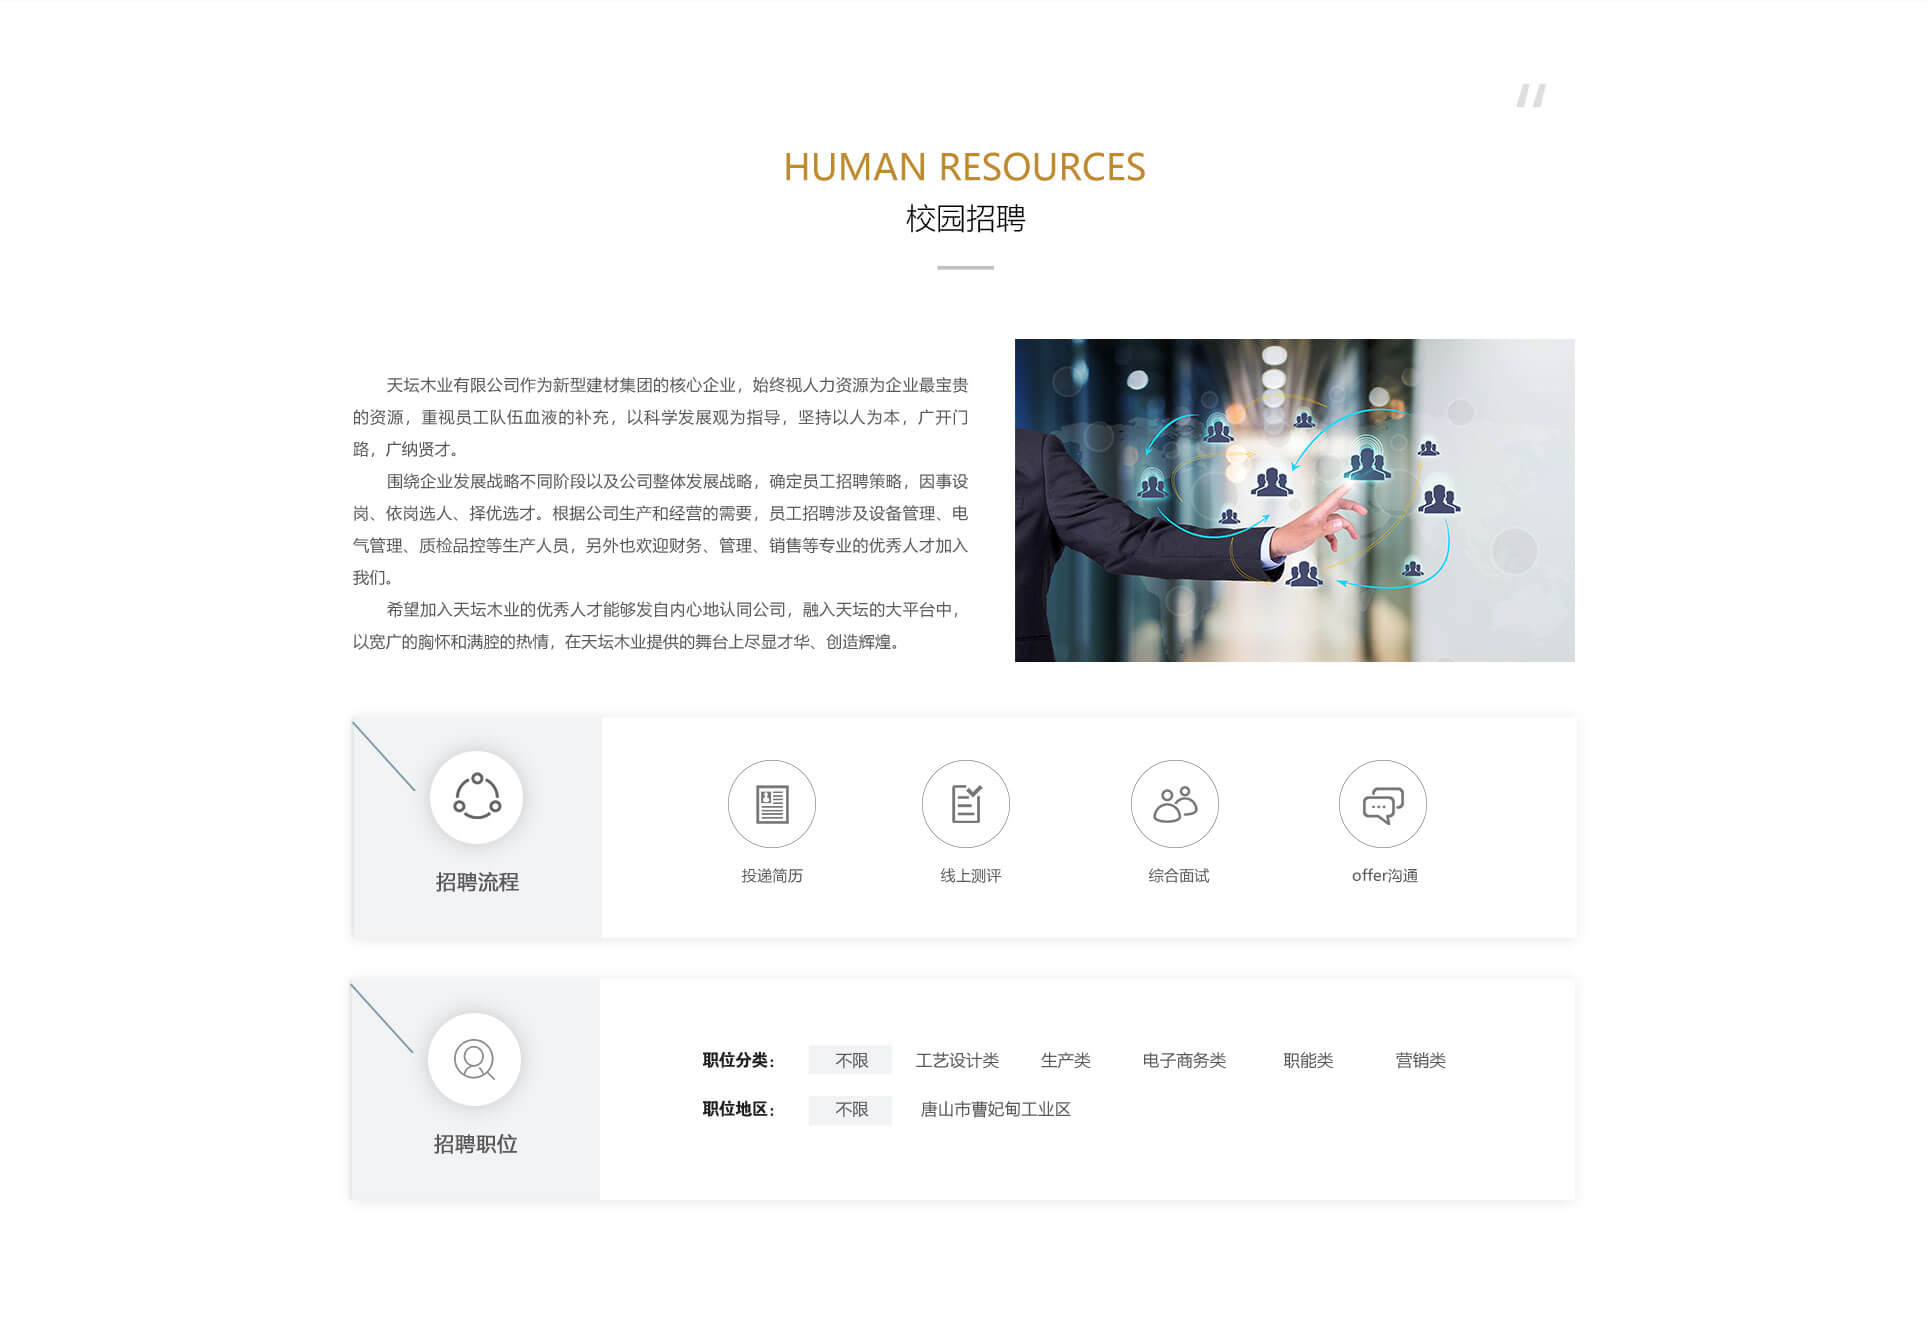 HUMAN RESOURCES
校园招聘
天坛木业有限公司作为新型建材集团的核心企业，始终视人力资源为企业最宝贵
的资源，重视员工队伍血液的补充，以科学发展观为指导，坚持以人为本，广开门
路，广纳贤才。
围绕企业发展战略不同阶段以及公司整体发展战略，确定员工招聘策略，因事设
岗、依岗选人、择优选才。根据公司生产和经营的需要，员工招聘涉及设备管理、电
气管理、质检品控等生产人员，另外也欢迎财务、管理、销售等专业的优秀人才加入
我们。
希望加入天坛木业的优秀人才能够发自内心地认同公司，融入天坛的大平台中，
以宽广的胸怀和满腔的热情，在天坛木业提供的舞台上尽显才华、创造辉煌。
招聘流程
投递简历
线上测评
综合面试
offer沟通
招聘职位
职位分类： 不限 工艺设计类 生产类 电子商务类 职能类 营销类
职位地区： 不限 唐山市曹妃甸工业区